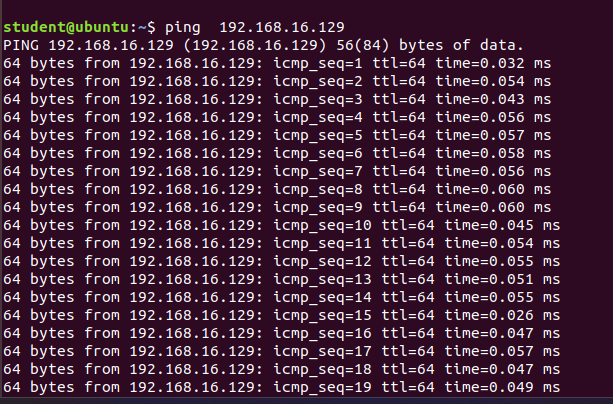 student@ubuntu:~$ ping  192.168.16.129
PING 192.168.16.129 (192.168.16.129) 56(84) bytes of data.
64 bytes from 192.168.16.129: icmp_seq=1 ttl=64 time=0.032 ms
64 bytes from 192.168.16.129: icmp_seq=2 ttl=64 time=0.054 ms
64 bytes from 192.168.16.129: icmp_seq=3 ttl=64 time=0.043 ms
64 bytes from 192.168.16.129: icmp_seq=4 ttl=64 time=0.056 ms
64 bytes from 192.168.16.129: icmp_seq=5 ttl=64 time=0.057 ms
64 bytes from 192.168.16.129: icmp_seq=6 ttl=64 time=0.058 ms
64 bytes from 192.168.16.129: icmp_seq=7 ttl=64 time=0.056 ms
64 bytes from 192.168.16.129: icmp_seq=8 ttl=64 time=0.060 ms
64 bytes from 192.168.16.129: icmp_seq=9 ttl=64 time=0.060 ms
64 bytes from 192.168.16.129: icmp_seq=10 ttl=64 time=0.045 ms
64 bytes from 192.168.16.129: icmp_seq=11 ttl=64 time=0.054 ms
64 bytes from 192.168.16.129: icmp_seq=12 ttl=64 time=0.055 ms
64 bytes from 192.168.16.129: icmp_seq=13 ttl=64 time=0.051 ms
64 bytes from 192.168.16.129: icmp_seq=14 ttl=64 time=0.055 ms
64 bytes from 192.168.16.129: icmp_seq=15 ttl=64 time=0.026 ms
64 bytes from 192.168.16.129: icmp_seq=16 ttl=64 time=0.047 ms
64 bytes from 192.168.16.129: icmp_seq=17 ttl=64 time=0.057 ms
64 bytes from 192.168.16.129: icmp_seq=18 ttl=64 time=0.047 ms
64 bytes from 192.168.16.129: icmp_seq=19 ttl=64 time=0.049 ms